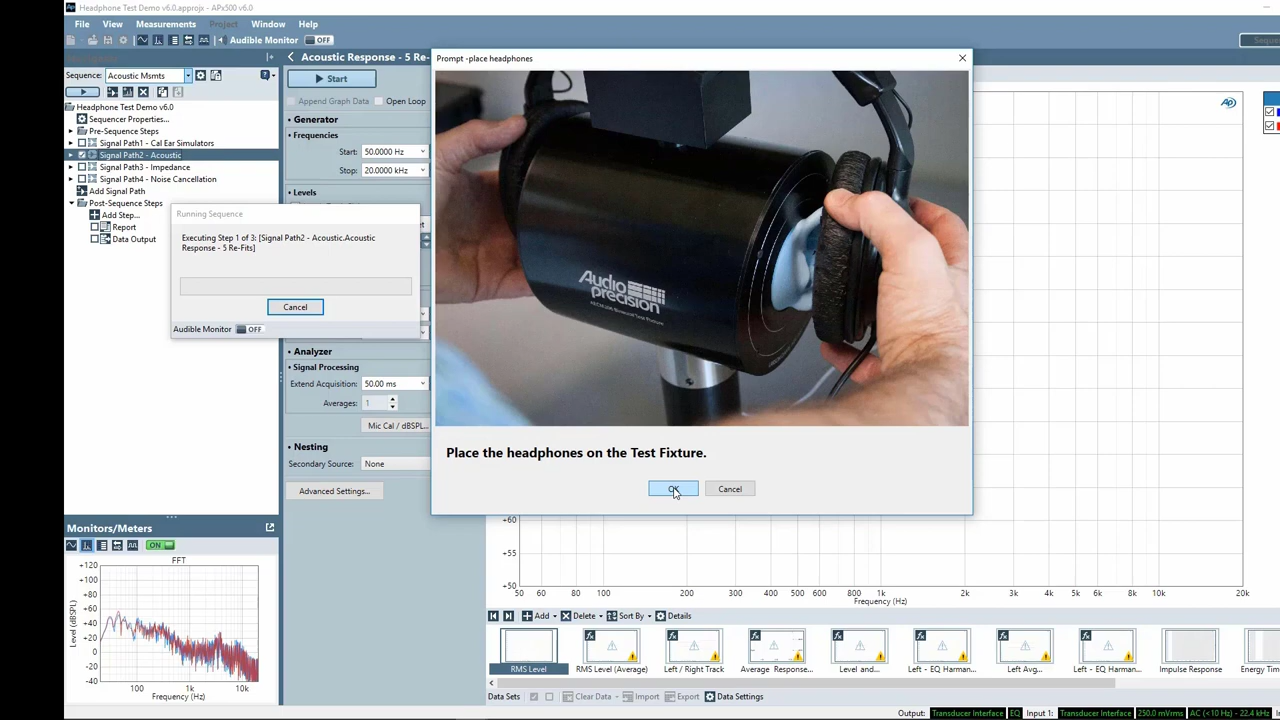 Headphone Test Demo v6.0.approjx - APx500 v6.0
File View Measurements Project Window Help
Audible Monitor OFF
Sequence: Acoustic Msmts
Headphone Test Demo v6.0
Sequencer Properties...
Pre-Sequence Steps
Signal Path1 - Cal Ear Simulators
Signal Path2 - Acoustic
Signal Path3 - Impedance
Signal Path4 - Noise Cancellation
Add Signal Path
Post-Sequence Steps
Add Step...
Report
Data Output
Running Sequence
Executing Step 1 of 3: [Signal Path2 - Acoustic.Acoustic
Response - 5 Re-Fits]
Cancel
Audible Monitor OFF
Acoustic Response - 5 Re-
Start
Append Graph Data Open Loop
Generator
Frequencies
Start: 50.0000 Hz
Stop: 20.0000 kHz
Levels
Analyzer
Signal Processing
Extend Acquisition: 50.00 ms
Averages: 1
Mic Cal / dBSPL...
Nesting
Secondary Source: None
Advanced Settings...
Prompt -place headphones
Audio
precision
Place the headphones on the Test Fixture.
OK Cancel
AP
+60
+55
+50
50 60 80 100 200 300 400 500 600 800 1k 2k 3k 4k 5k 6k 7k 10k 20k
Frequency (Hz)
Add Delete Sort By Details
RMS Level
RMS Level (Average)
Left / Right Track
Average Response...
Level and...
Left - EQ Harman...
Left Avg...
Left - EQ Harman...
Impulse Response
Energy Tim
Data Sets Clear Data Import Export Data Settings
Monitors/Meters
ON
FFT
Level (dBSPL)
+120
+100
+80
+60
+40
+20
0
-20
-40
100 1k 10k
Frequency (Hz)
Output: Transducer Interface EQ Input 1: Transducer Interface 250.0 mVrms AC (<10 Hz) - 22.4 kHz